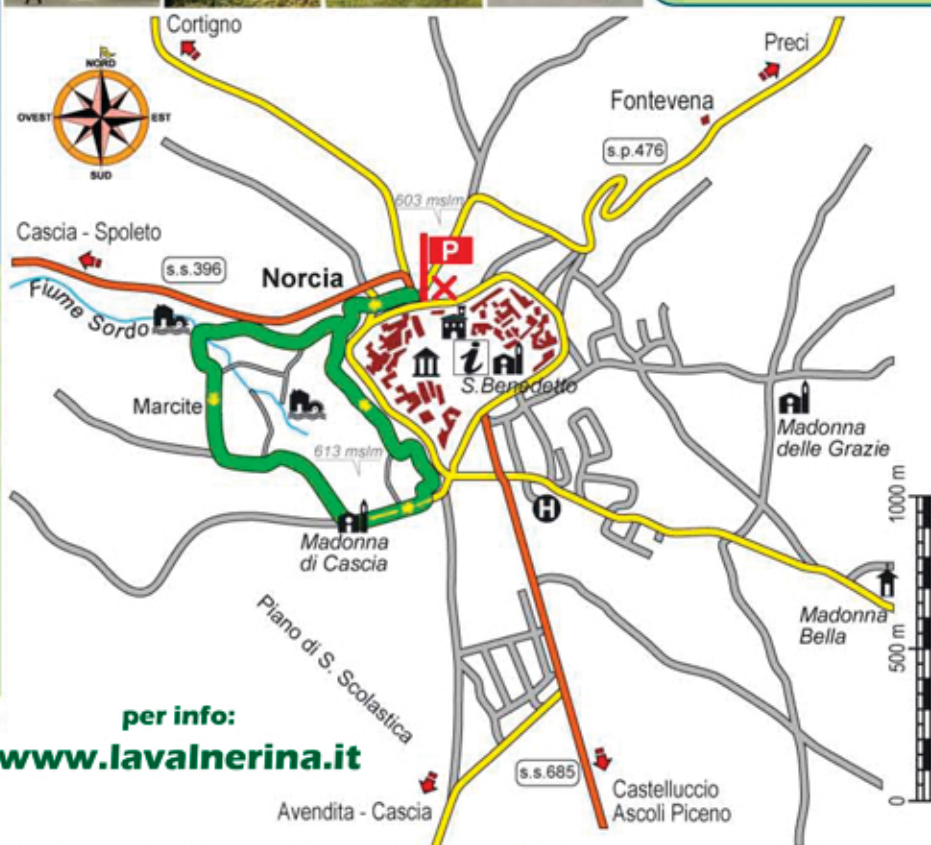 Cortigno
Preci
NORD
Fontevena
OVEST
EST
s.p.476
SUD
603 mslm
Cascia - Spoleto
P
s.s.396
Norcia
Fiume Sordo
i
S.Benedetto
Marcite
Madonna
delle Grazie
613 mslm
1000 m
H
Madonna
di Cascia
Piano di S. Scolastica
Madonna
Bella
500 m
per info:
www.lavalnerina.it
s.s.685
Castelluccio
Ascoli Piceno
Avendita - Cascia
0